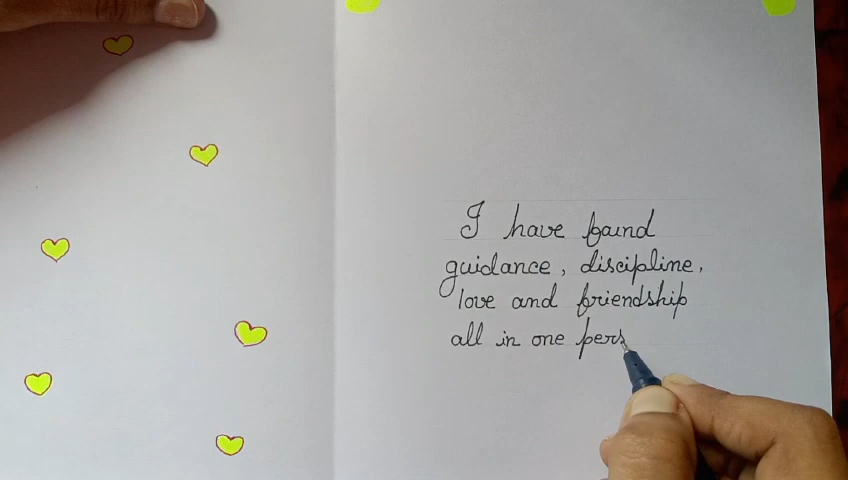 I have found
guidance, discipline,
love and friendship
all in one pers